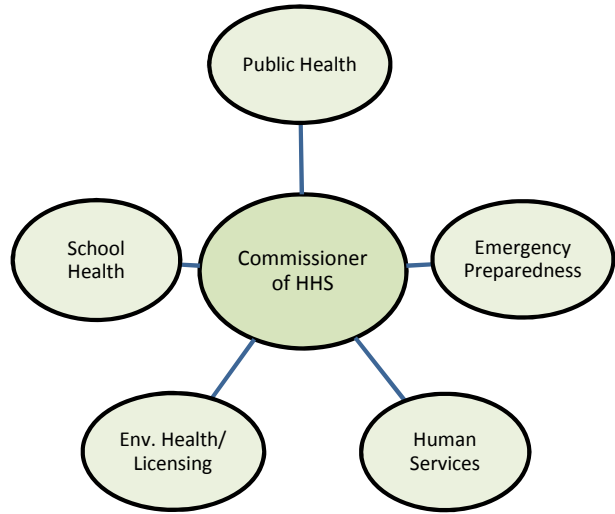 Public Health
School
Health
Commissioner
of HHS
Emergency
Preparedness
Env. Health/
Licensing
Human
Services